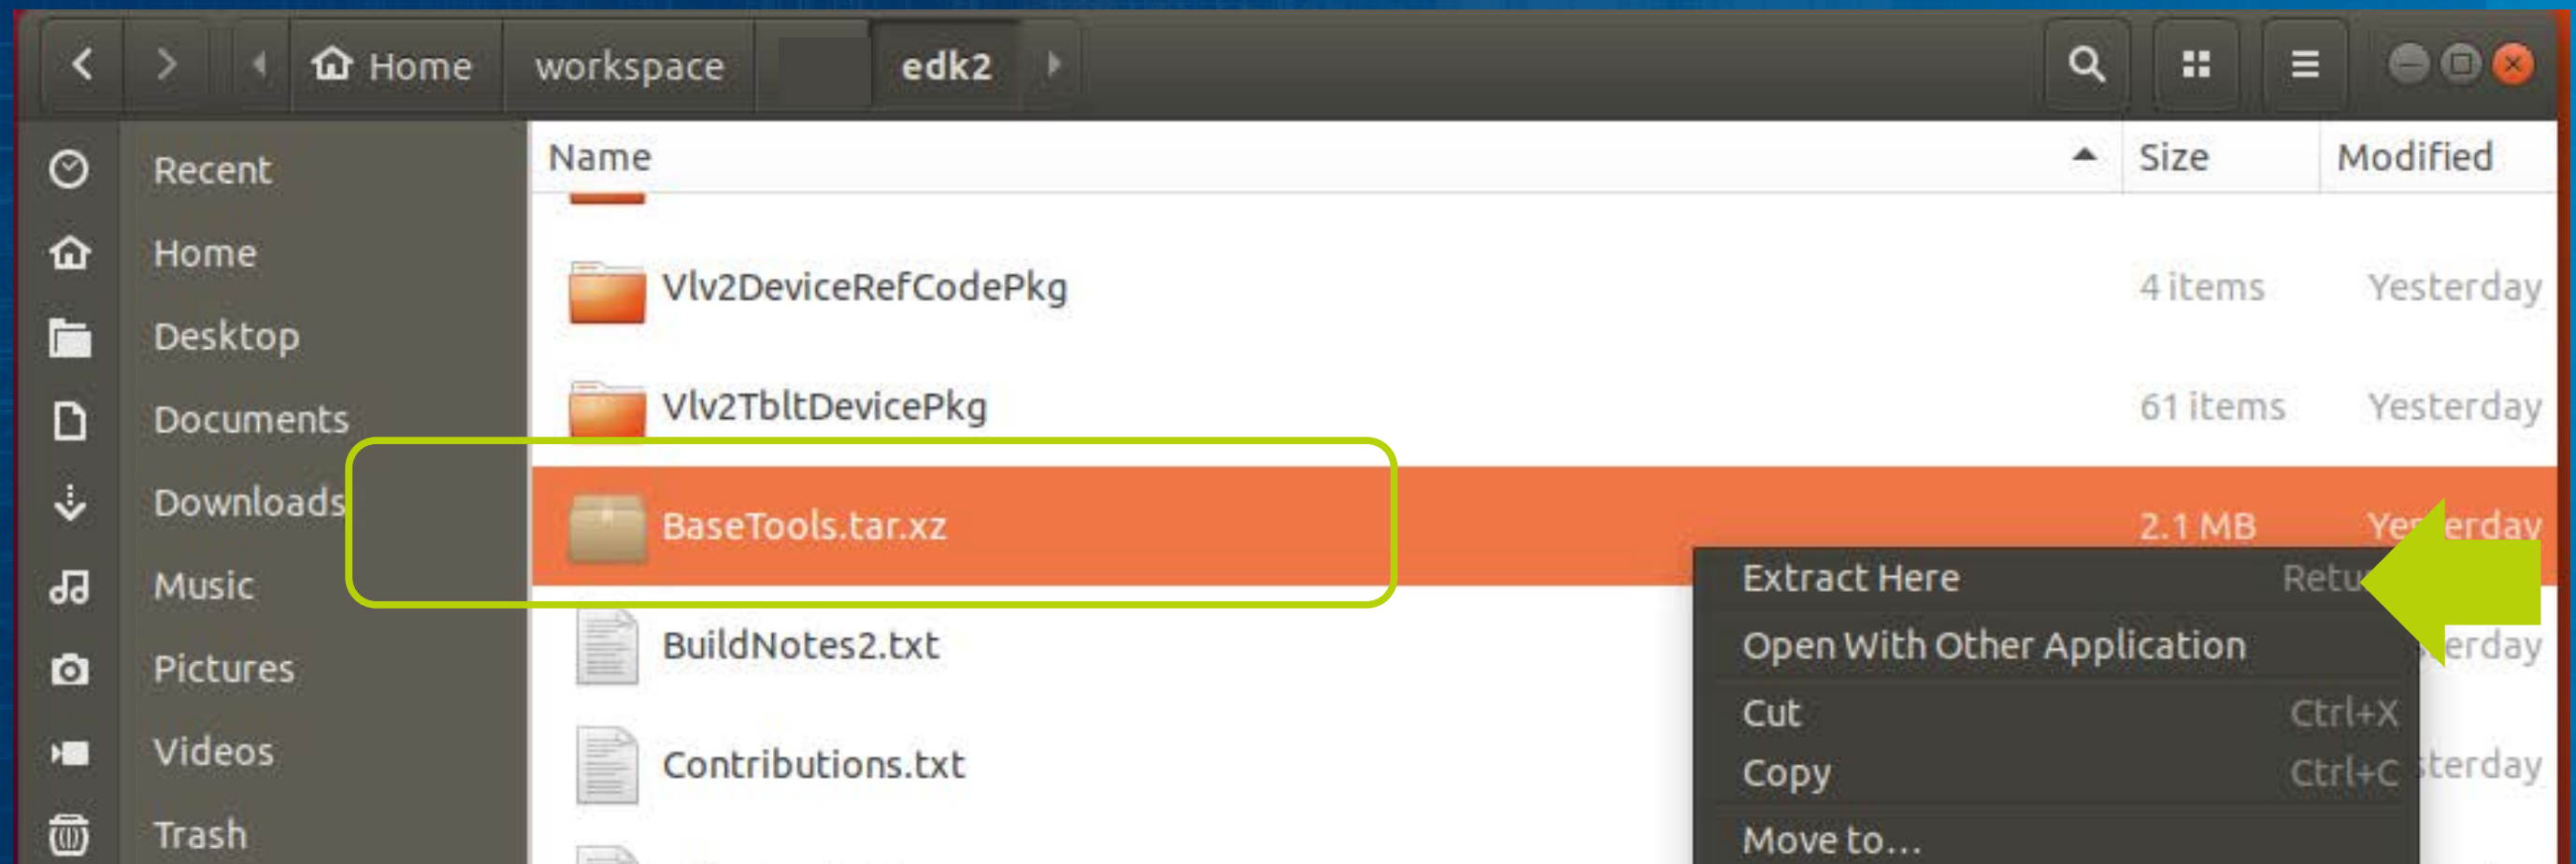 Home workspace edk2
Name Size Modified
Recent
Home
Desktop
Documents
Downloads
Music
Pictures
Videos
Trash
Vlv2DeviceRefCodePkg 4 items Yesterday
Vlv2TbltDevicePkg 61 items Yesterday
BaseTools.tar.xz 2.1 MB Yesterday
BuildNotes2.txt
Contributions.txt
Extract Here
Open With Other Application
Cut Ctrl+X
Copy Ctrl+C
Move to...